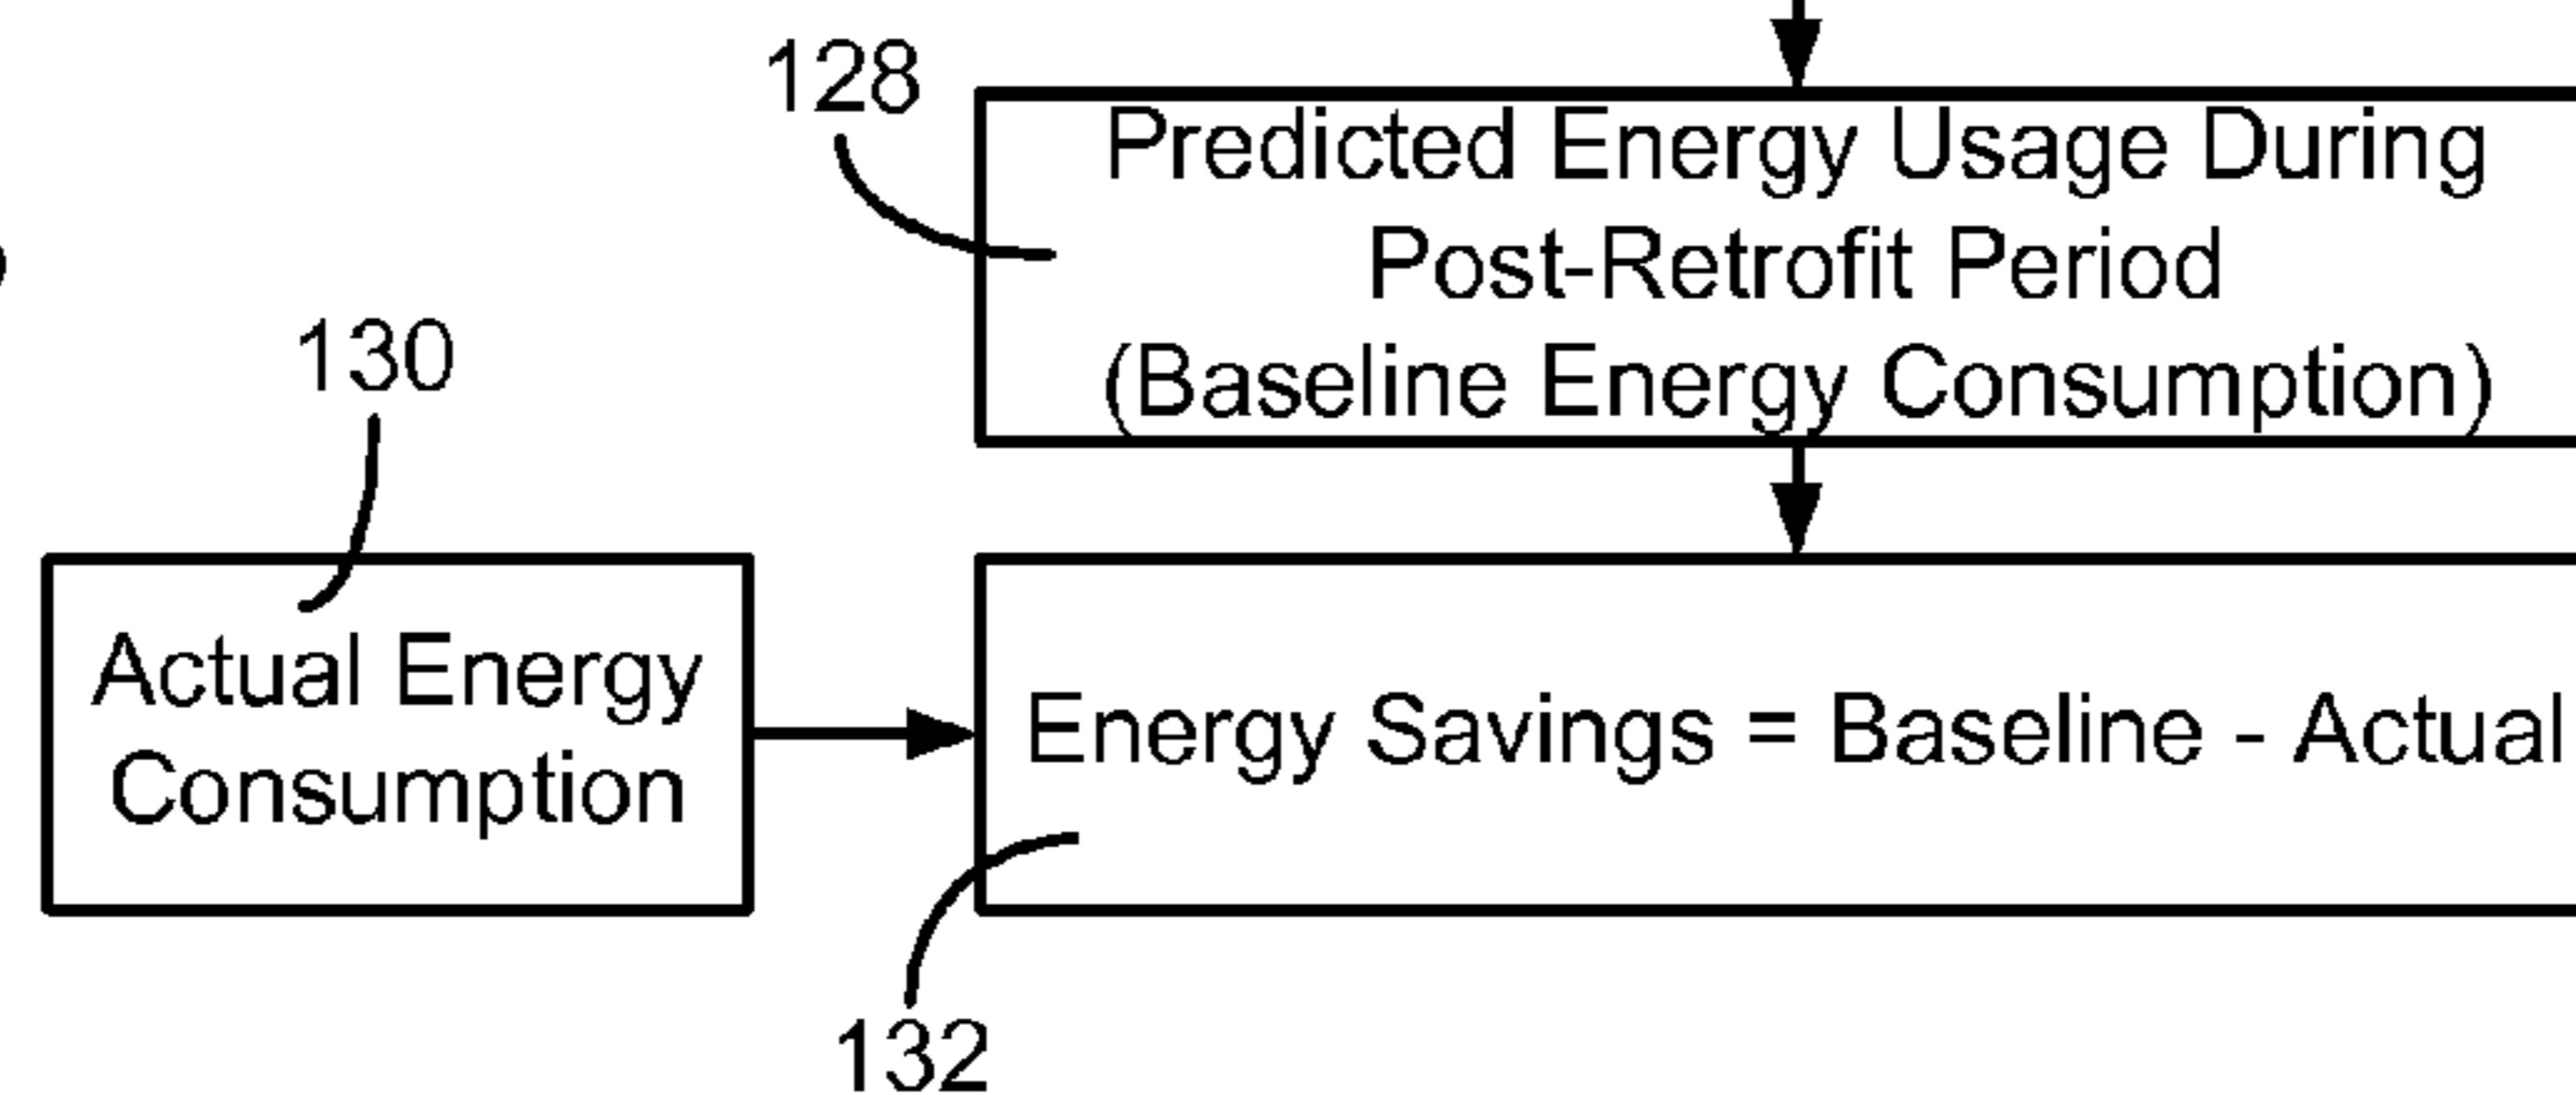 128
Predicted Energy Usage During
Post-Retrofit Period
(Baseline Energy Consumption)
130
Actual Energy
Consumption
Energy Savings = Baseline - Actual
132